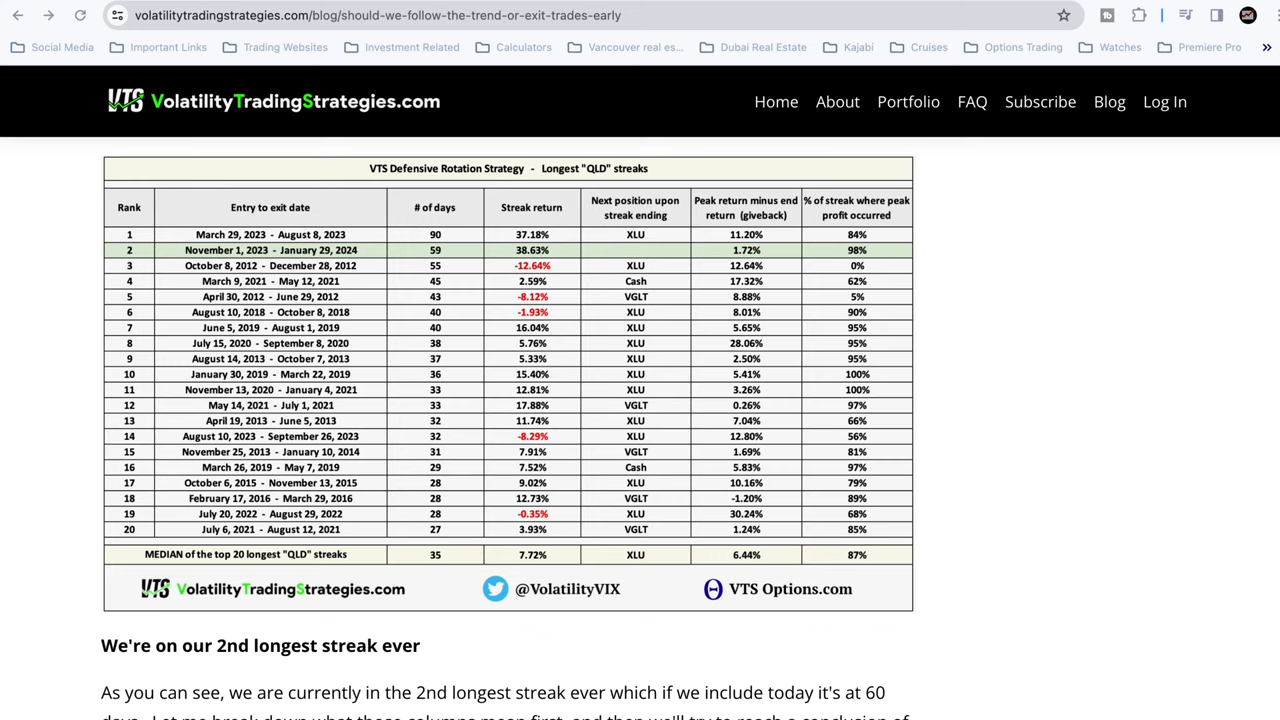 volatilitytradingstrategies.com/blog/should-we-follow-the-trend-or-exit-trades-early
Social Media Important Links Trading Websites Investment Related Calculators Vancouver real es... Dubai Real Estate Kajabi Cruises Options Trading Watches Premiere Pro »
VTS VolatilityTradingStrategies.com Home About Portfolio FAQ Subscribe Blog Log In
VTS Defensive Rotation Strategy - Longest "QLD" streaks
Rank Entry to exit date # of days Streak return Next position upon streak ending Peak return minus end return (giveback) % of streak where peak profit occurred
1 March 29, 2023 - August 8, 2023 90 37.18% XLU 11.20% 84%
2 November 1, 2023 - January 29, 2024 59 38.63% 1.72% 98%
3 October 8, 2012 - December 28, 2012 55 -12.64% XLU 12.64% 0%
4 March 9, 2021 - May 12, 2021 45 2.59% Cash 17.32% 62%
5 April 30, 2012 - June 29, 2012 43 -8.12% VGLT 8.88% 5%
6 August 10, 2018 - October 8, 2018 40 -1.93% XLU 8.01% 90%
7 June 5, 2019 - August 1, 2019 40 16.04% XLU 5.65% 95%
8 July 15, 2020 - September 8, 2020 38 5.76% XLU 28.06% 95%
9 August 14, 2013 - October 7, 2013 37 5.33% XLU 2.50% 95%
10 January 30, 2019 - March 22, 2019 36 15.40% XLU 5.41% 100%
11 November 13, 2020 - January 4, 2021 33 12.81% XLU 3.26% 100%
12 May 14, 2021 - July 1, 2021 33 17.88% VGLT 0.26% 97%
13 April 19, 2013 - June 5, 2013 32 11.74% XLU 7.04% 66%
14 August 10, 2023 - September 26, 2023 32 -8.29% XLU 12.80% 56%
15 November 25, 2013 - January 10, 2014 31 7.91% VGLT 1.69% 81%
16 March 26, 2019 - May 7, 2019 29 7.52% Cash 5.83% 97%
17 October 6, 2015 - November 13, 2015 28 9.02% XLU 10.16% 79%
18 February 17, 2016 - March 29, 2016 28 12.73% VGLT -1.20% 89%
19 July 20, 2022 - August 29, 2022 28 -0.35% XLU 30.24% 68%
20 July 6, 2021 - August 12, 2021 27 3.93% VGLT 1.24% 85%
MEDIAN of the top 20 longest "QLD" streaks 35 7.72% XLU 6.44% 87%
VTS VolatilityTradingStrategies.com @VolatilityVIX VTS Options.com
We're on our 2nd longest streak ever
As you can see, we are currently in the 2nd longest streak ever which if we include today it's at 60
days. Let me break down what those columns mean first, and then we'll try to reach a conclusion of